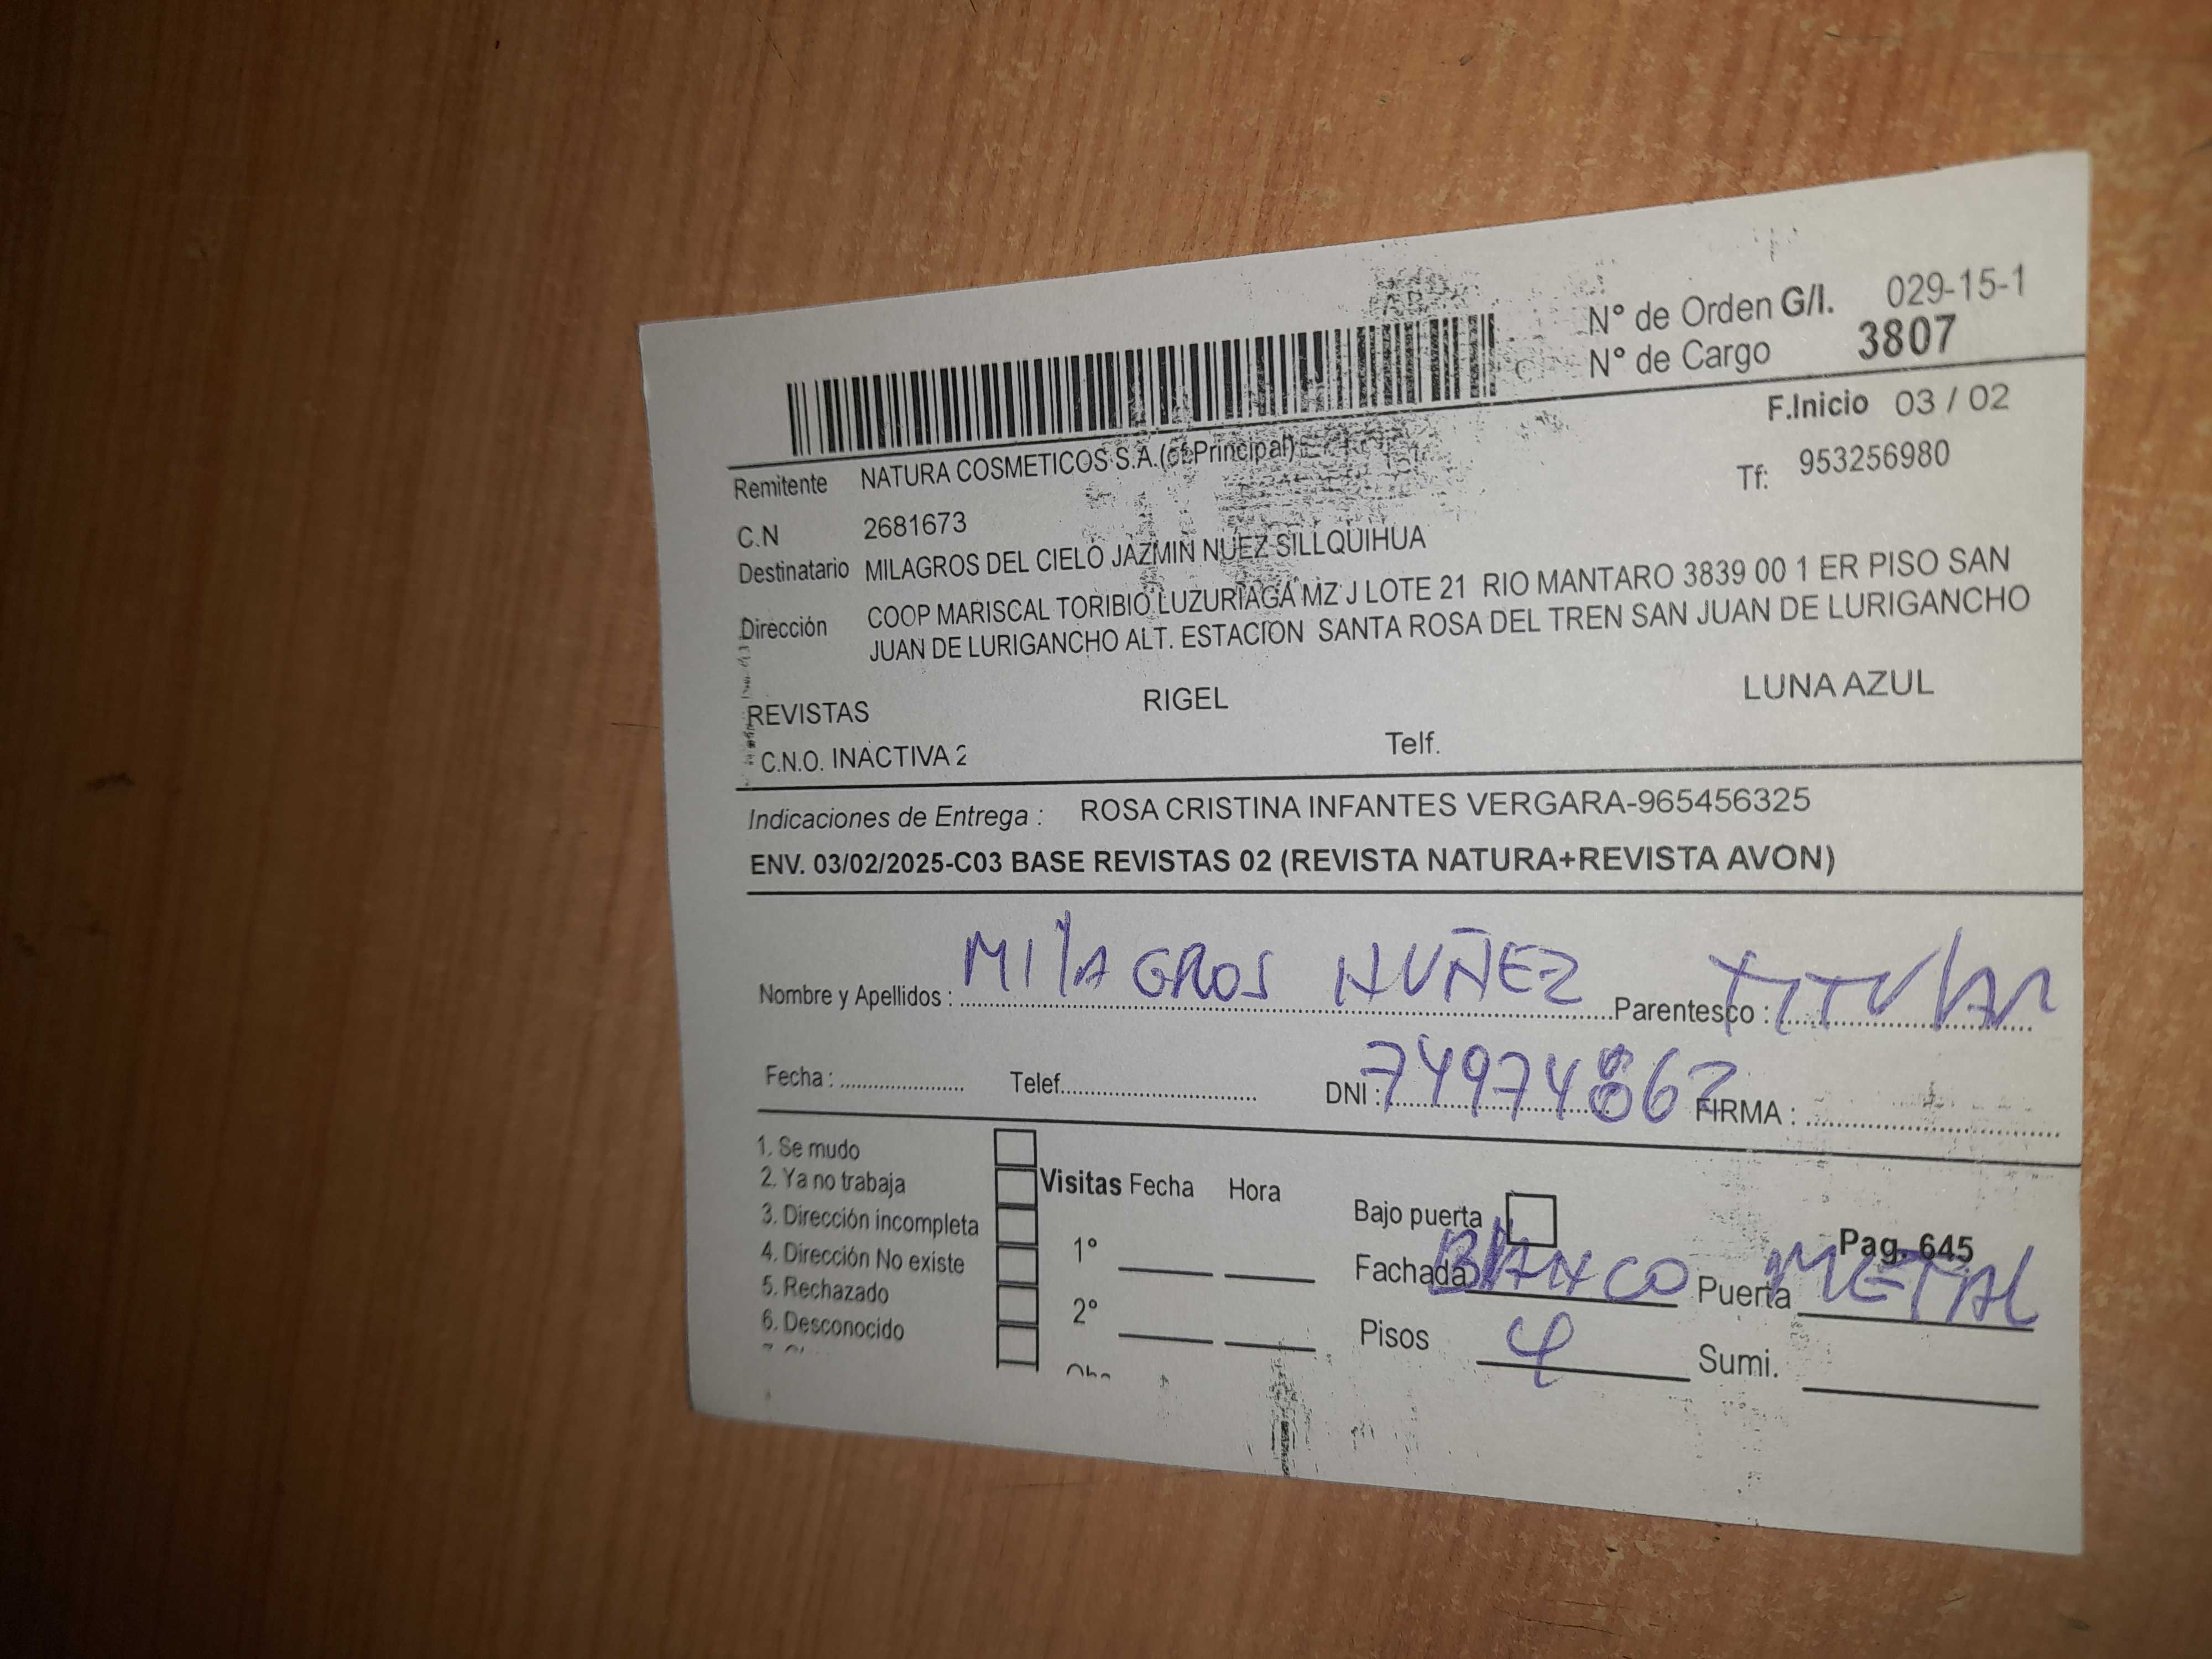 N° de Orden G/I. 029-15-1
N° de Cargo 3807
F.Inicio 03 / 02
Remitente NATURA COSMETICOS S.A.(of.Principal)
Tf: 953256980
C.N 2681673
Destinatario MILAGROS DEL CIELO JAZMIN NUEZ SILLQUIHUA
Dirección COOP MARISCAL TORIBIO LUZURIAGA MZ J LOTE 21 RIO MANTARO 3839 00 1 ER PISO SAN
JUAN DE LURIGANCHO ALT. ESTACION SANTA ROSA DEL TREN SAN JUAN DE LURIGANCHO
REVISTAS RIGEL LUNA AZUL
C.N.O. INACTIVA 2 Telf.
Indicaciones de Entrega : ROSA CRISTINA INFANTES VERGARA-965456325
ENV. 03/02/2025-C03 BASE REVISTAS 02 (REVISTA NATURA+REVISTA AVON)
Nombre y Apellidos : MILAGROS NUÑEZ Parentesco : TITULAR
Fecha : Telef. DNI : 74974862 FIRMA :
1. Se mudo
2. Ya no trabaja
3. Dirección incompleta
4. Dirección No existe
5. Rechazado
6. Desconocido
Visitas Fecha Hora
1°
2°
Bajo puerta
Pag. 645
Fachada BLANCO Puerta METAL
Pisos 4 Sumi.